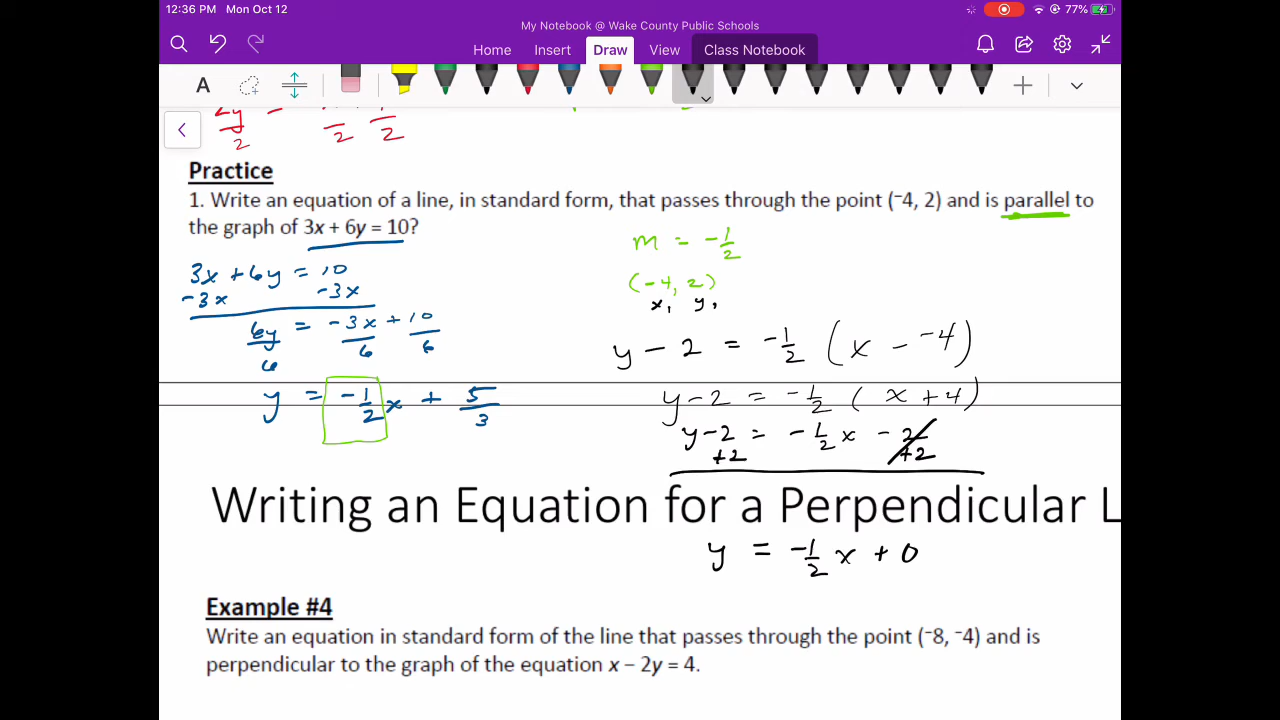 12:36 PM Mon Oct 12
77%
My Notebook @ Wake County Public Schools
Home Insert Draw View Class Notebook
A
2y =
2 2 2
Practice
1. Write an equation of a line, in standard form, that passes through the point (⁻4, 2) and is parallel to
the graph of 3x + 6y = 10?
3x + 6y = 10
-3x -3x
6y/6 = -3x/6 + 10/6
y = -1/2 x + 5/3
m = -1/2
(-4, 2)
x₁ y₁
y - 2 = -1/2 (x - -4)
y - 2 = -1/2 (x + 4)
y - 2 = -1/2 x - 2
+2 +2
Writing an Equation for a Perpendicular L
y = -1/2 x + 0
Example #4
Write an equation in standard form of the line that passes through the point (⁻8, ⁻4) and is
perpendicular to the graph of the equation x – 2y = 4.